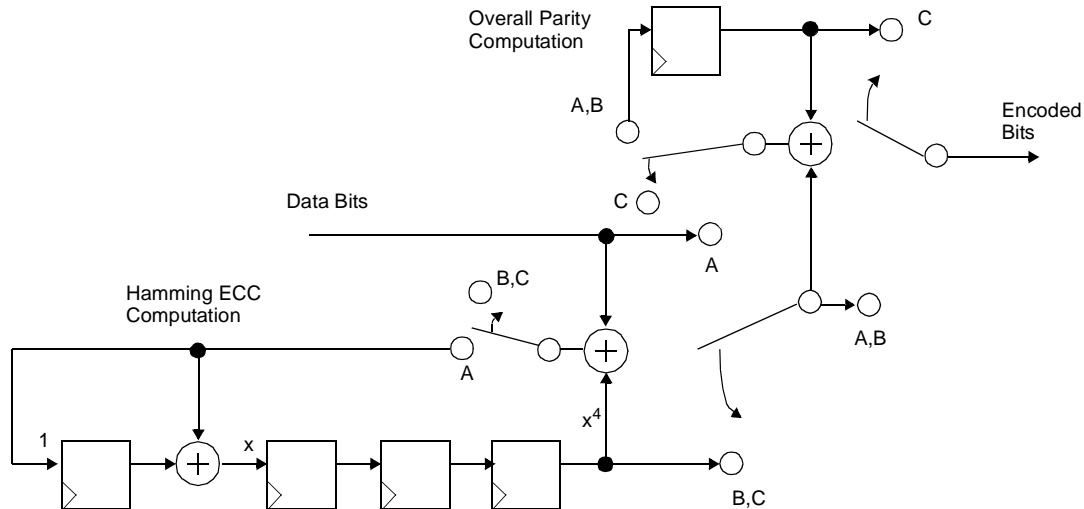 Overall Parity
Computation
C
A,B
Encoded
Bits
C
Data Bits
A
B,C
Hamming ECC
Computation
A
A,B
x⁴
1
x
B,C